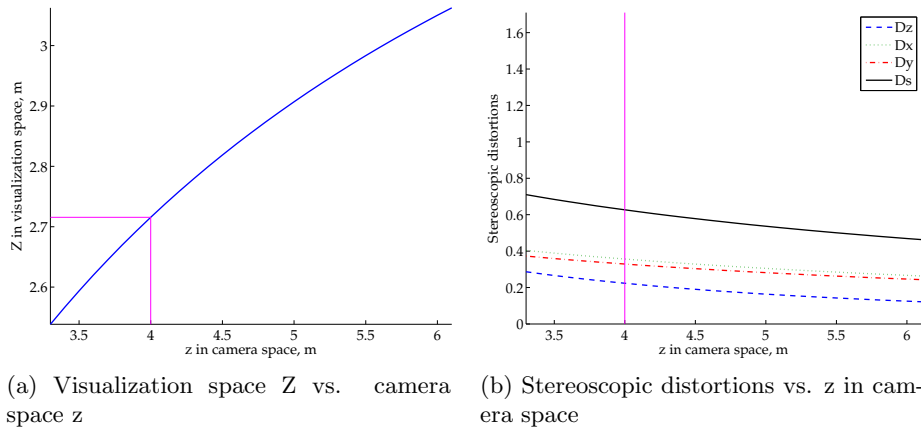 3
2.9
2.8
2.7
2.6
Z in visualization space, m
3.5 4 4.5 5 5.5 6
z in camera space, m
(a) Visualization space Z vs. camera
space z
1.6
1.4
1.2
1
0.8
0.6
0.4
0.2
0
Stereoscopic distortions
Dz
Dx
Dy
Ds
3.5 4 4.5 5 5.5 6
z in camera space, m
(b) Stereoscopic distortions vs. z in cam-
era space